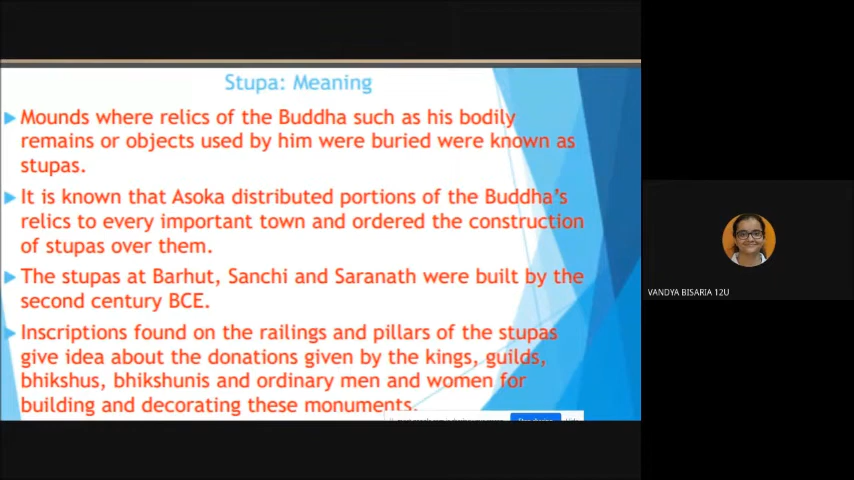 Stupa: Meaning
Mounds where relics of the Buddha such as his bodily
remains or objects used by him were buried were known as
stupas.
It is known that Asoka distributed portions of the Buddha's
relics to every important town and ordered the construction
of stupas over them.
The stupas at Barhut, Sanchi and Saranath were built by the
second century BCE.
Inscriptions found on the railings and pillars of the stupas
give idea about the donations given by the kings, guilds,
bhikshus, bhikshunis and ordinary men and women for
building and decorating these monuments.
VANDYA BISARIA 12U